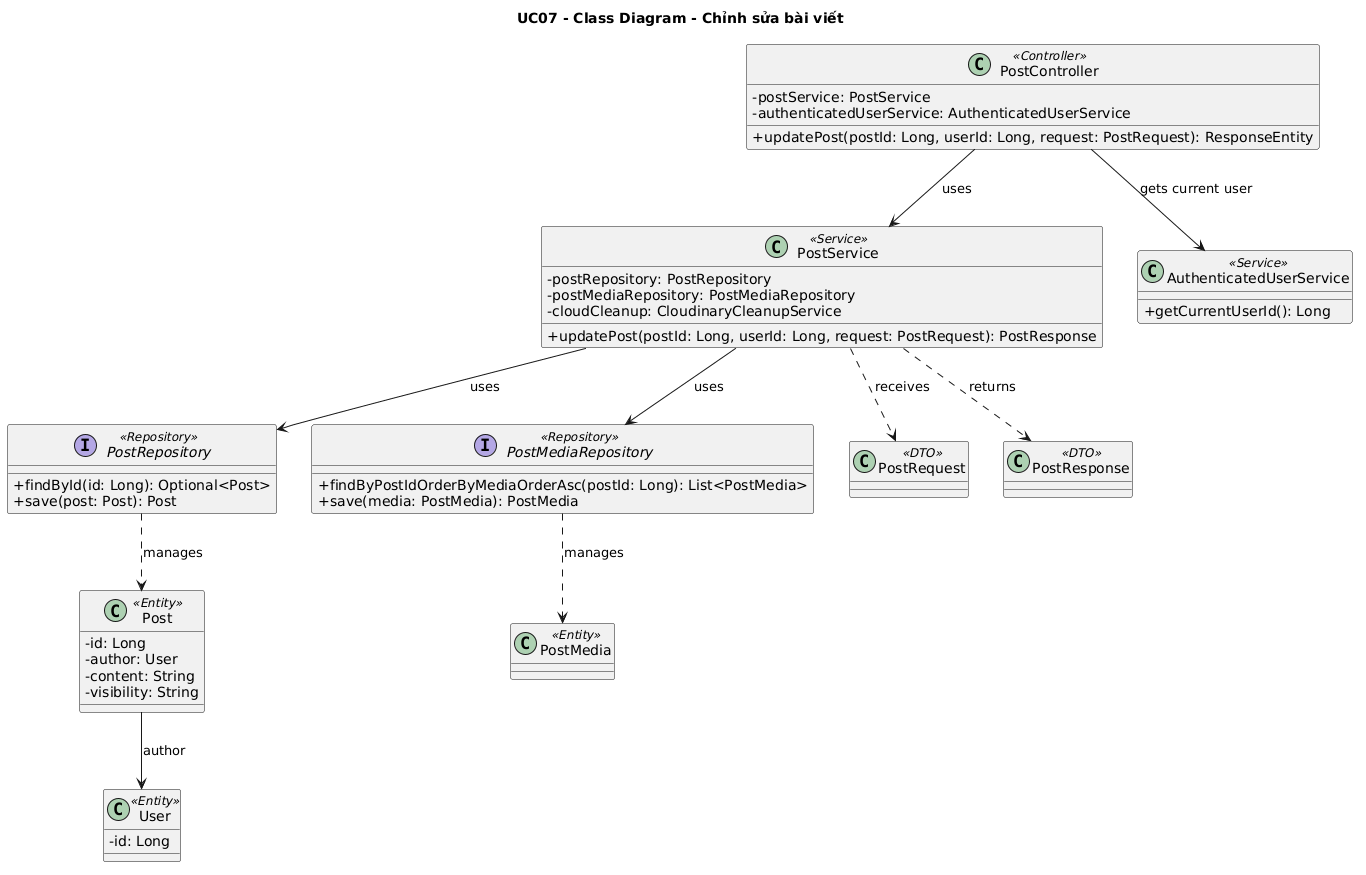 UC07 - Class Diagram - Chỉnh sửa bài viết
«Controller»
C
PostController
-postService: PostService
-authenticatedUserService: AuthenticatedUserService
+updatePost(postId: Long, userId: Long, request: PostRequest): ResponseEntity
uses
gets current user
«Service»
C
PostService
-postRepository: PostRepository
-postMediaRepository: PostMediaRepository
-cloudCleanup: CloudinaryCleanupService
+updatePost(postId: Long, userId: Long, request: PostRequest): PostResponse
«Service»
C
AuthenticatedUserService
+getCurrentUserId(): Long
uses
uses
receives
returns
«Repository»
I
PostRepository
+findById(id: Long): Optional<Post>
+save(post: Post): Post
«Repository»
I
PostMediaRepository
+findByPostIdOrderByMediaOrderAsc(postId: Long): List<PostMedia>
+save(media: PostMedia): PostMedia
«DTO»
C
PostRequest
«DTO»
C
PostResponse
manages
manages
«Entity»
C
Post
-id: Long
-author: User
-content: String
-visibility: String
«Entity»
C
PostMedia
author
«Entity»
C
User
-id: Long